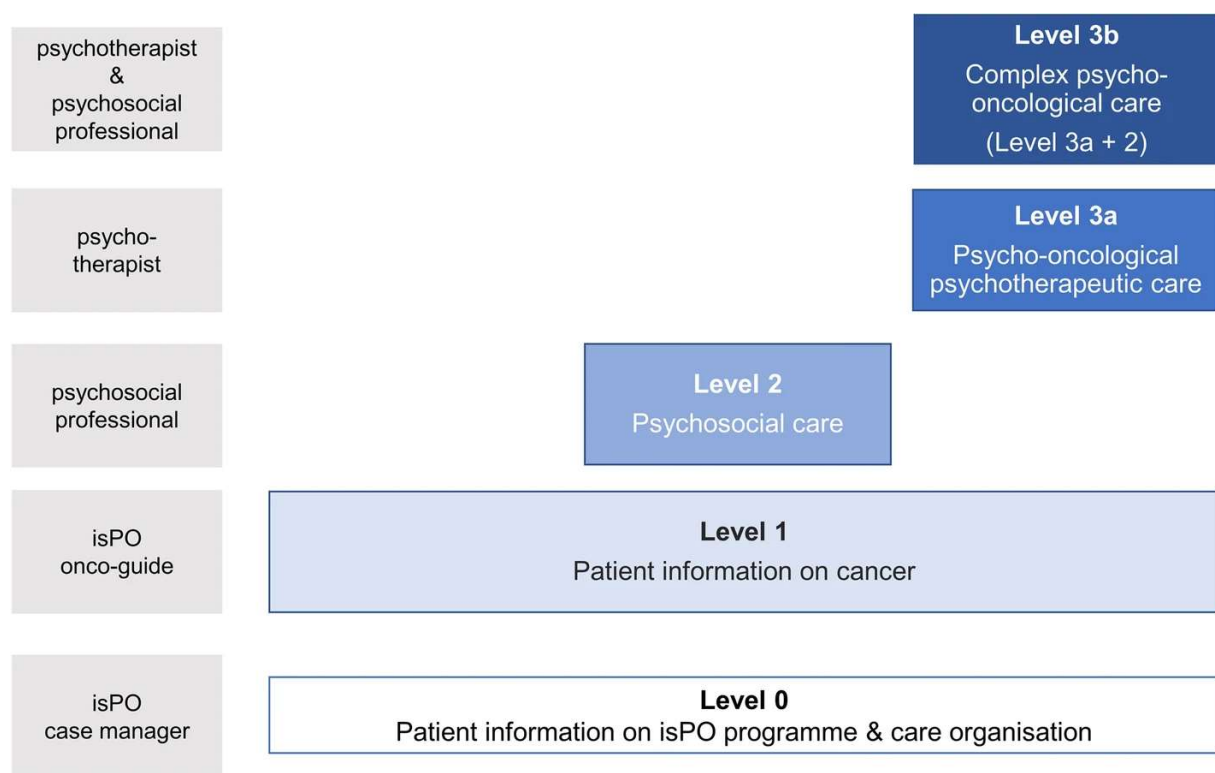 psychotherapist
&
psychosocial
professional
Level 3b
Complex psycho-
oncological care
(Level 3a + 2)
psycho-
therapist
Level 3a
Psycho-oncological
psychotherapeutic care
psychosocial
professional
Level 2
Psychosocial care
isPO
onco-guide
Level 1
Patient information on cancer
isPO
case manager
Level 0
Patient information on isPO programme & care organisation